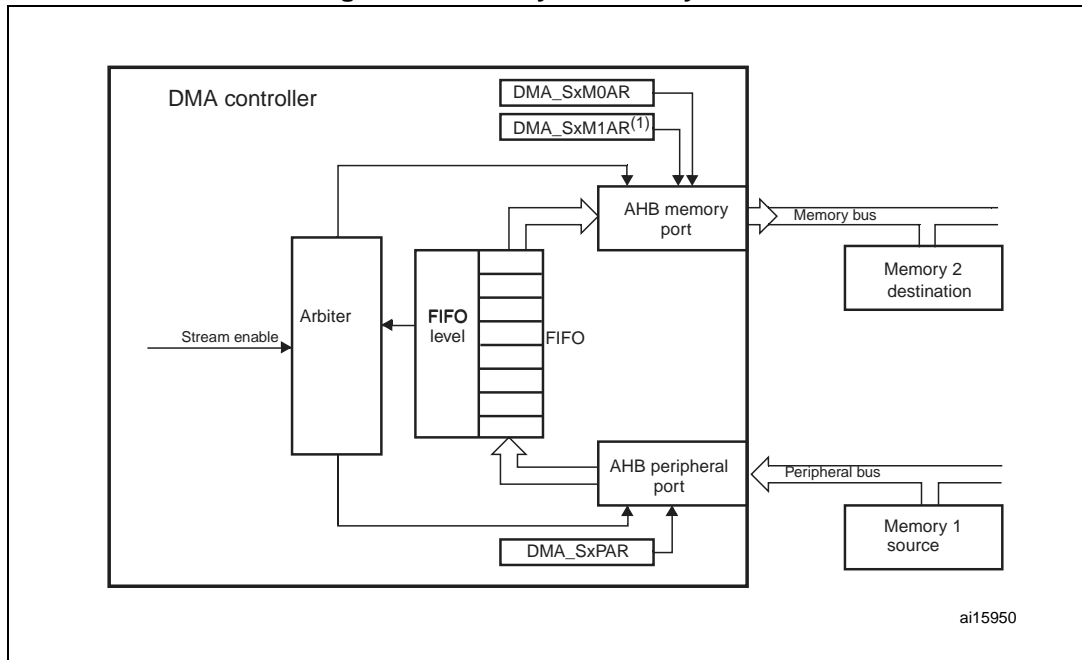 DMA controller
DMA_SxM0AR
DMA_SxM1AR(1)
AHB memory
port
Memory bus
Memory 2
destination
Arbiter
FIFO
level
FIFO
Stream enable
AHB peripheral
port
Peripheral bus
Memory 1
source
DMA_SxPAR
ai15950